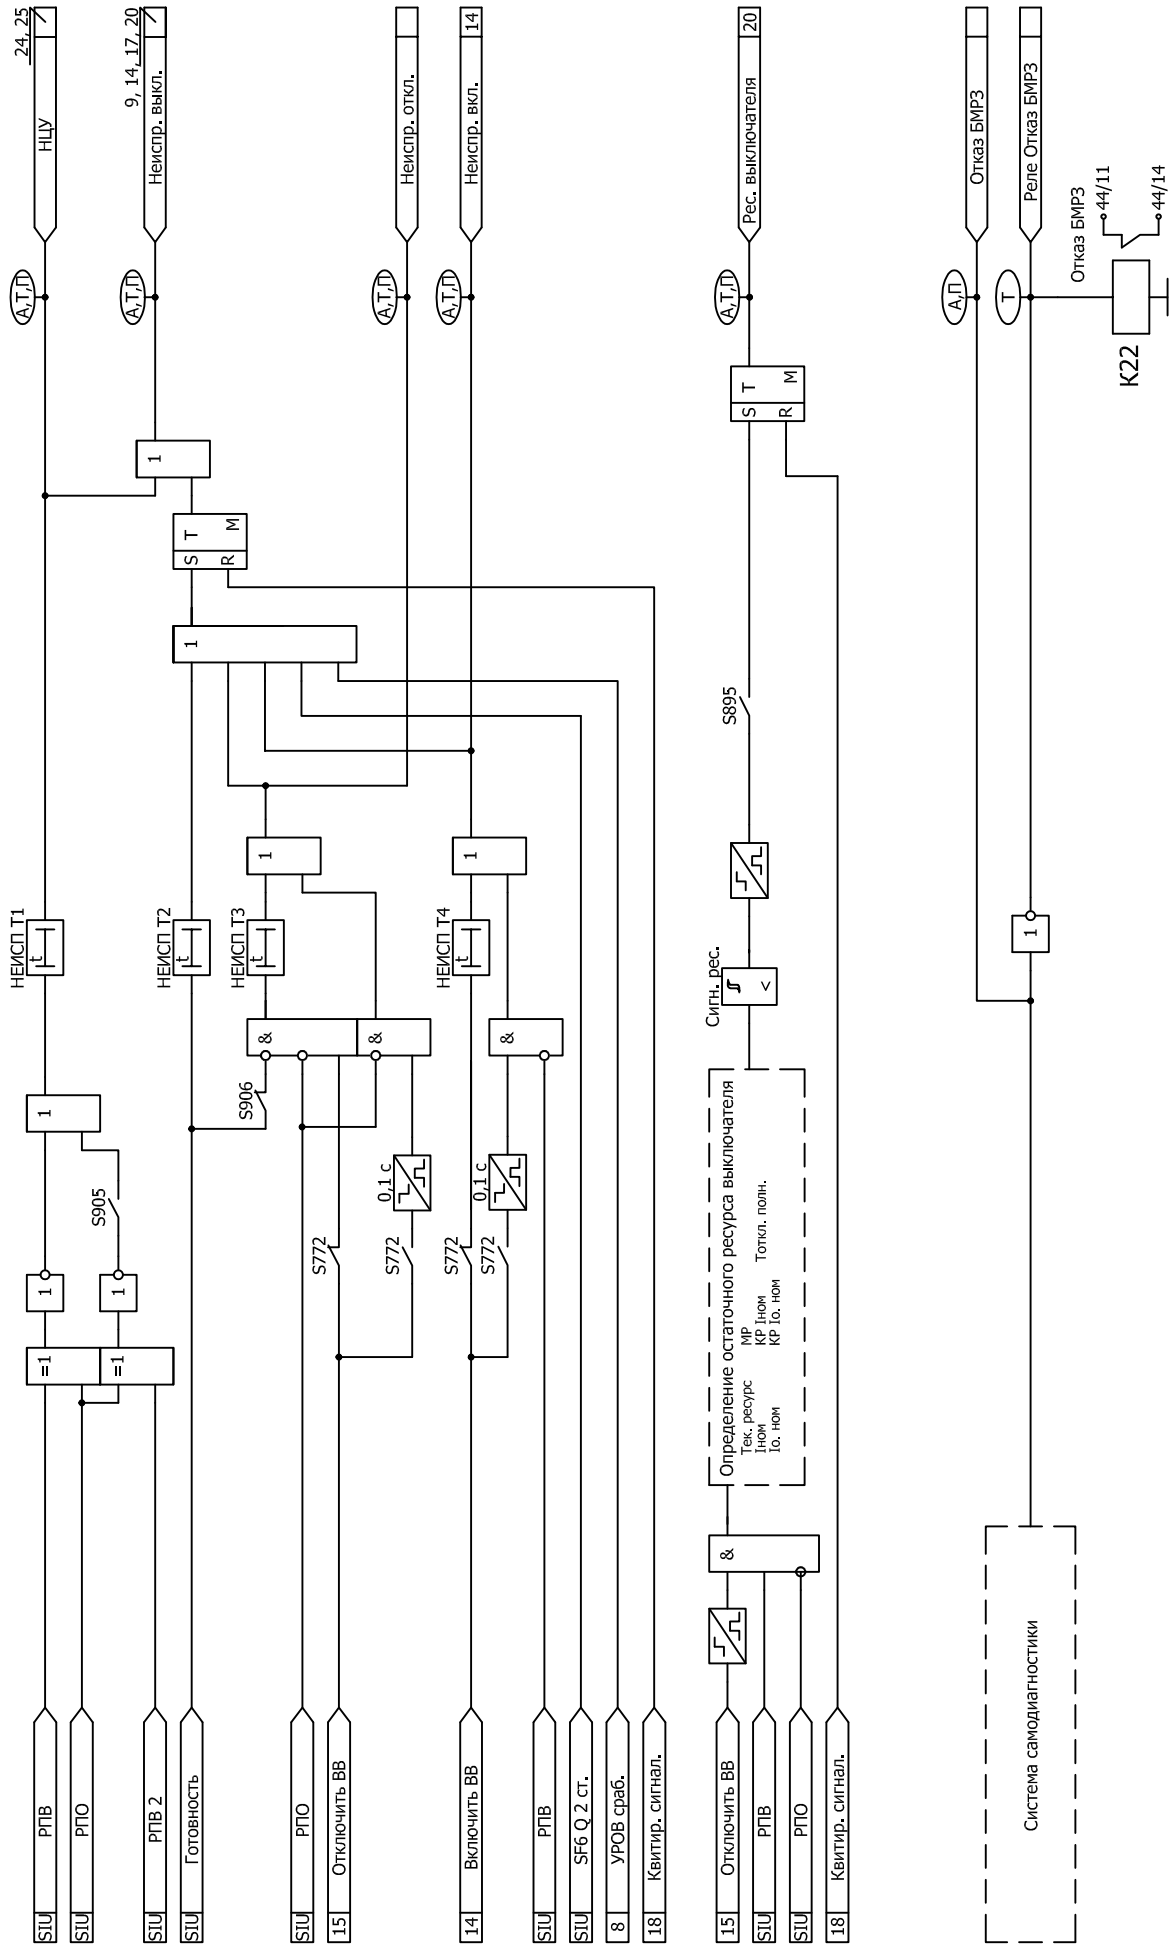 SIU РПВ
SIU РПО
SIU РПВ 2
SIU Готовность
SIU РПО
15 Отключить ВВ
14 Включить ВВ
SIU РПВ
SIU SF6 Q 2 ст.
8 УРОВ сраб.
18 Квитир. сигнал.
15 Отключить ВВ
SIU РПВ
SIU РПО
18 Квитир. сигнал.
Система самодиагностики
=1
=1
1
1
S905
1
НЕИСП Т1
t
НЕИСП Т2
t
НЕИСП Т3
t
НЕИСП Т4
t
S906
&
&
&
S772
S772
S772
S772
0,1 с
0,1 с
1
1
1
S T
R M
1
&
Определение остаточного ресурса выключателя
Тек. ресурс МР
Iном КР Iном Тоткл. полн.
Iо. ном КР Iо. ном
Сигн. рес.
<
S895
S T
R M
1
А,Т,П
А,Т,П
А,Т,П
А,Т,П
А,Т,П
А,П
Т
НЦУ
24, 25
Неиспр. выкл.
9, 14, 17, 20
Неиспр. откл.
Неиспр. вкл. 14
Рес. выключателя 20
Отказ БМРЗ
Реле Отказ БМРЗ
Отказ БМРЗ
44/11
44/14
К22